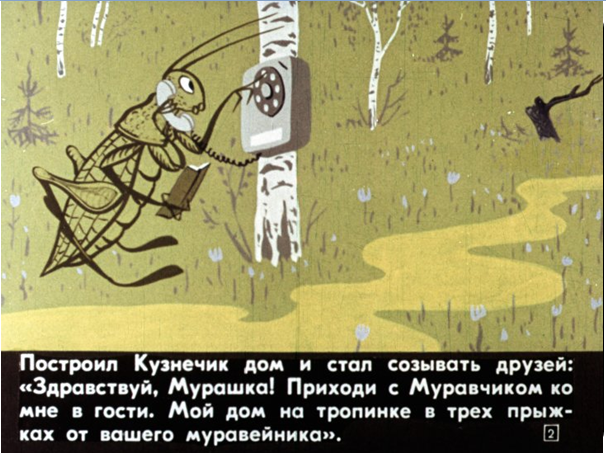 Построил Кузнечик дом и стал созывать друзей:
«Здравствуй, Мурашка! Приходи с Муравчиком ко
мне в гости. Мой дом на тропинке в трех прыж-
ках от вашего муравейника».
2